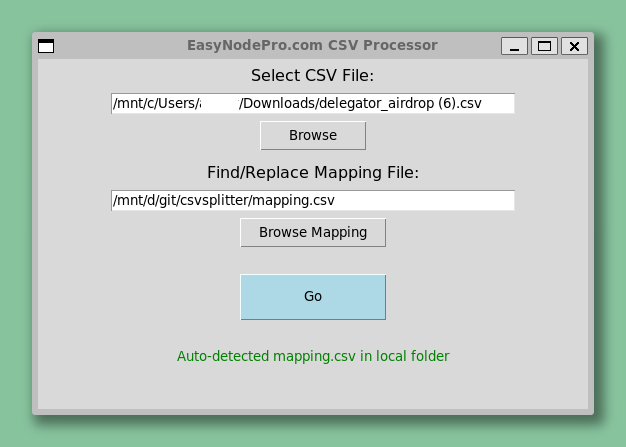 EasyNodePro.com CSV Processor
Select CSV File:
/mnt/c/Users/ /Downloads/delegator_airdrop (6).csv
Browse
Find/Replace Mapping File:
/mnt/d/git/csvsplitter/mapping.csv
Browse Mapping
Go
Auto-detected mapping.csv in local folder